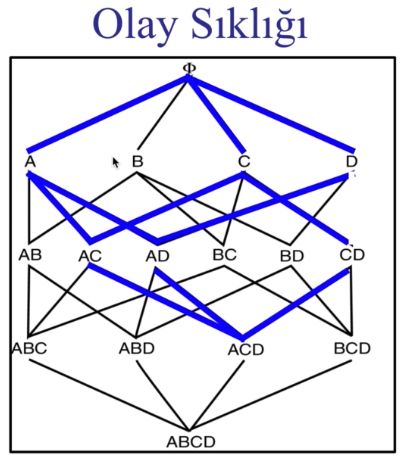 Olay Sıklığı
Φ
A B C D
AB AC AD BC BD CD
ABC ABD ACD BCD
ABCD